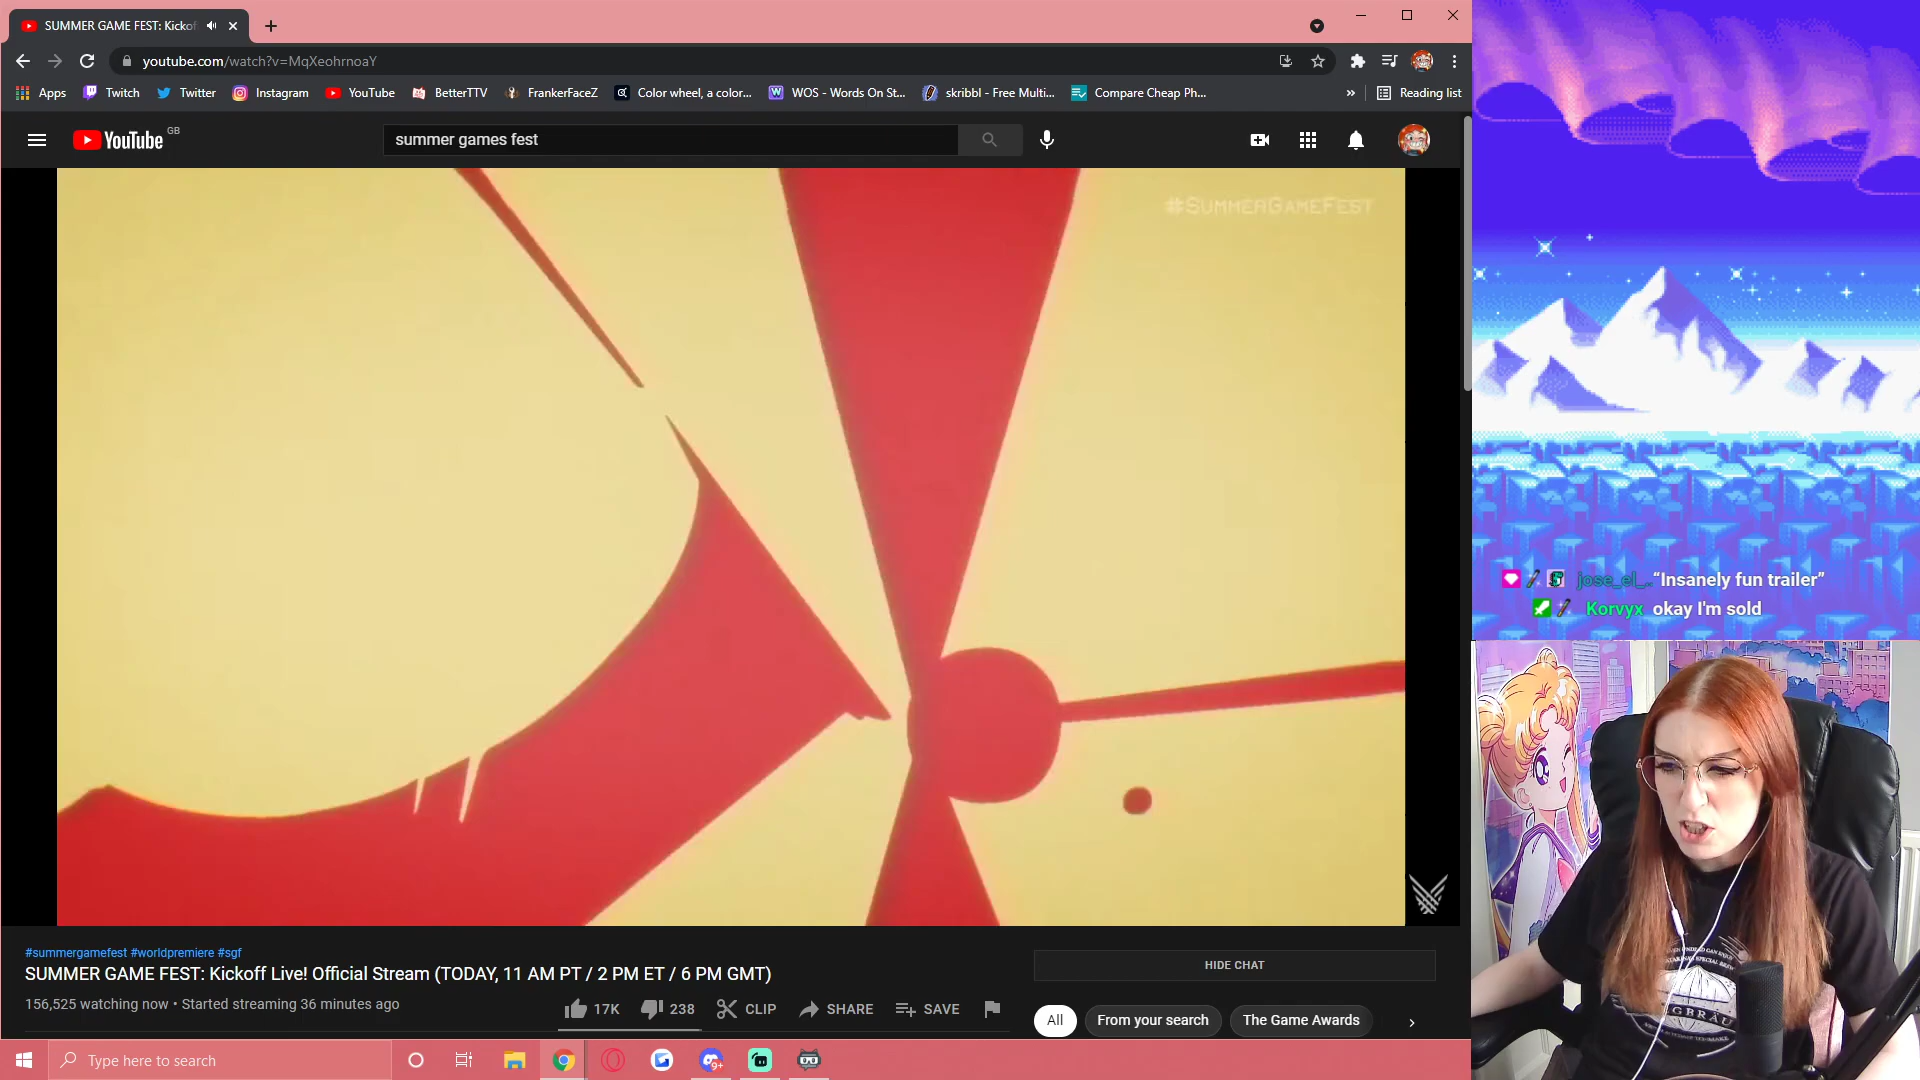 SUMMER GAME FEST: Kickof
youtube.com/watch?v=MqXeohrnoaY
Apps
Twitch
Twitter
Instagram
YouTube
BetterTTV
FrankerFaceZ
Color wheel, a color...
WOS - Words On St...
skribbl - Free Multi...
Compare Cheap Ph...
»
Reading list
YouTube GB
summer games fest
#SUMMERGAMEFEST
jose_el_..“Insanely fun trailer”
Korvyx okay I'm sold
#summergamefest #worldpremiere #sgf
SUMMER GAME FEST: Kickoff Live! Official Stream (TODAY, 11 AM PT / 2 PM ET / 6 PM GMT)
156,525 watching now • Started streaming 36 minutes ago
17K
238
CLIP
SHARE
SAVE
HIDE CHAT
All
From your search
The Game Awards
Type here to search
9+